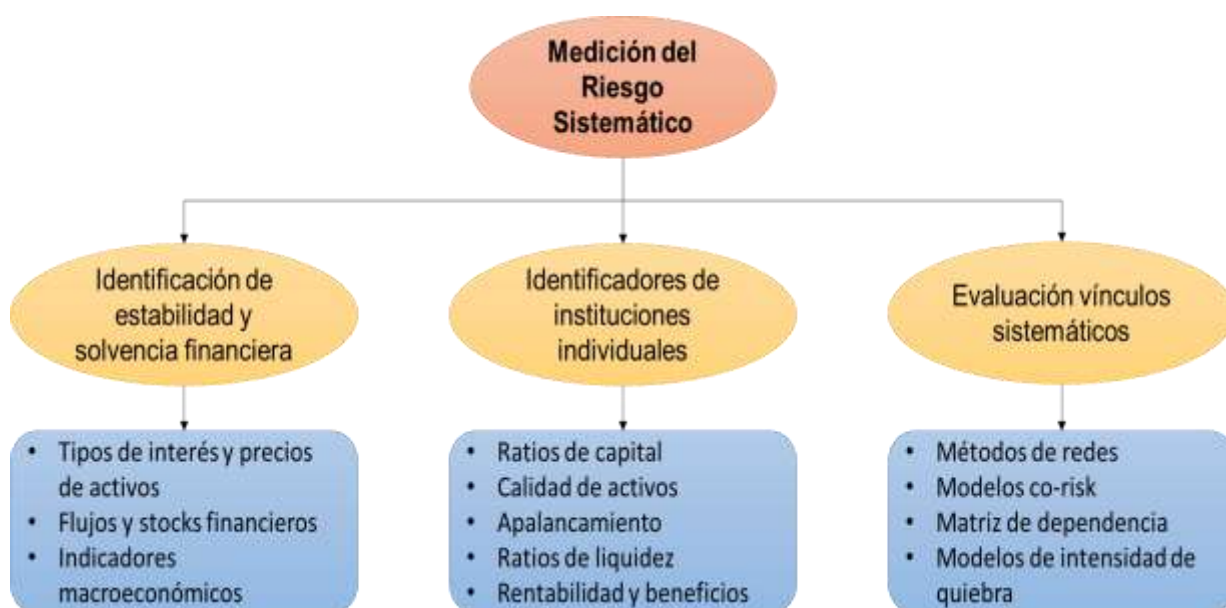 Medición del
Riesgo
Sistemático
Identificación de
estabilidad y
solvencia financiera
Identificadores de
instituciones
individuales
Evaluación vínculos
sistemáticos
• Tipos de interés y precios
de activos
• Flujos y stocks financieros
• Indicadores
macroeconómicos
• Ratios de capital
• Calidad de activos
• Apalancamiento
• Ratios de liquidez
• Rentabilidad y beneficios
• Métodos de redes
• Modelos co-risk
• Matriz de dependencia
• Modelos de intensidad de
quiebra